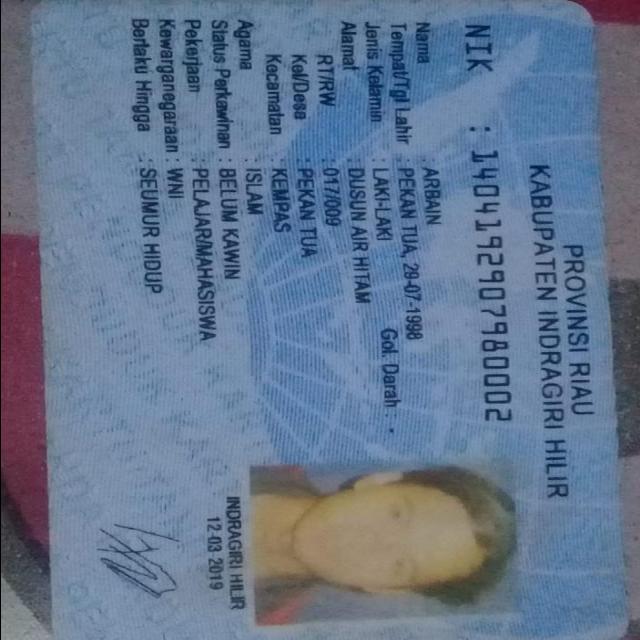 PROVINSI RIAU
KABUPATEN INDRAGIRI HILIR
NIK : 1404192907980002
Nama : ARBAIN
Tempat/Tgl Lahir : PEKAN TUA, 29-07-1998
Jenis Kelamin : LAKI-LAKI Gol. Darah : -
Alamat : DUSUN AIR HITAM
RT/RW : 017/009
Kel/Desa : PEKAN TUA
Kecamatan : KEMPAS
Agama : ISLAM
Status Perkawinan : BELUM KAWIN
Pekerjaan : PELAJAR/MAHASISWA
Kewarganegaraan : WNI
Berlaku Hingga : SEUMUR HIDUP
INDRAGIRI HILIR
12-03-2019